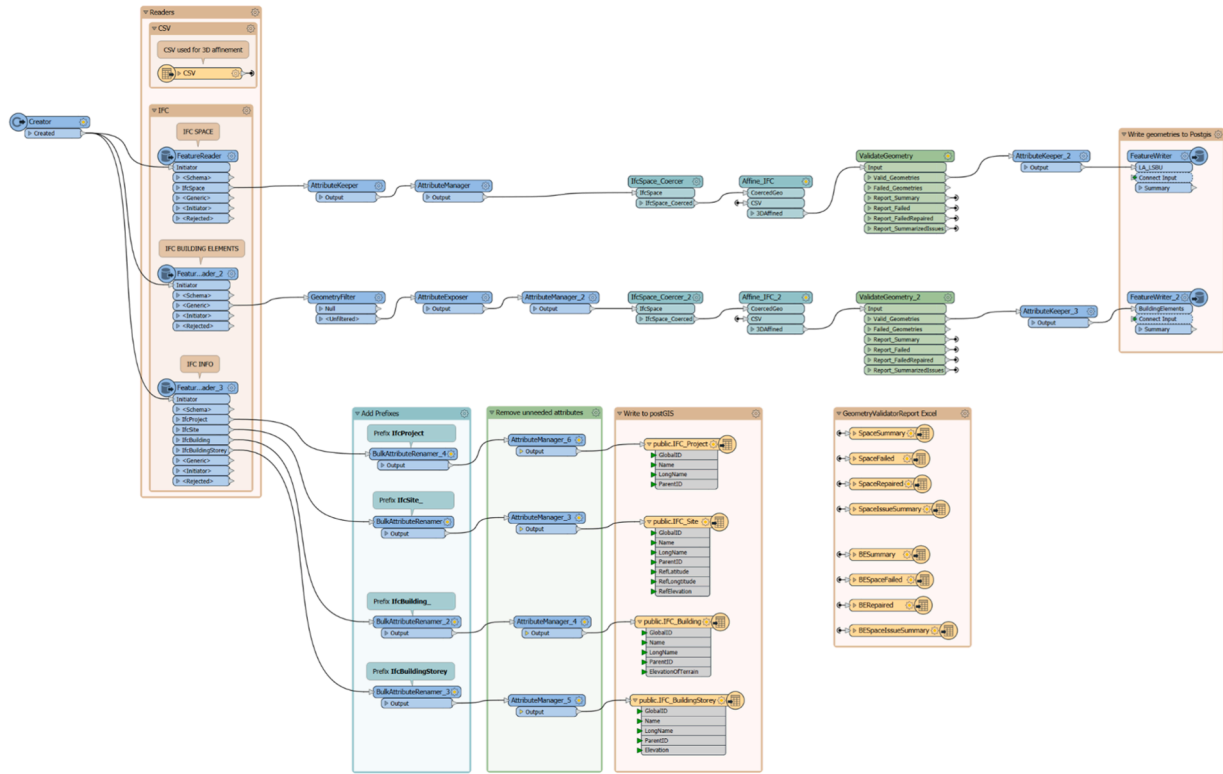 Readers
CSV
CSV used for 3D affinement
CSV
IFC
IFC SPACE
Creator
Created
FeatureReader
Initiator
<Schema>
IfcSpace
<Generic>
<Initiator>
<Rejected>
AttributeKeeper
Output
AttributeManager
Output
IfcSpace_Coercer
IfcSpace
IfcSpace_Coerced
Affine_IFC
CoercedGeo
CSV
3DAffined
ValidateGeometry
Input
Valid_Geometries
Failed_Geometries
Report_Summary
Report_Failed
Report_FailedRepaired
Report_SummarizedIssues
AttributeKeeper_2
Output
Write geometries to Postgis
FeatureWriter
LA_LSBU
Connect Input
Summary
IFC BUILDING ELEMENTS
Featur...ader_2
Initiator
<Schema>
<Generic>
<Initiator>
<Rejected>
GeometryFilter
Null
<Unfiltered>
AttributeExposer
Output
AttributeManager_2
Output
IfcSpace_Coercer_2
IfcSpace
IfcSpace_Coerced
Affine_IFC_2
CoercedGeo
CSV
3DAffined
ValidateGeometry_2
Input
Valid_Geometries
Failed_Geometries
Report_Summary
Report_Failed
Report_FailedRepaired
Report_SummarizedIssues
AttributeKeeper_3
Output
FeatureWriter_2
BuildingElements
Connect Input
Summary
IFC INFO
Featur...ader_3
Initiator
<Schema>
IfcProject
IfcSite
IfcBuilding
IfcBuildingStorey
<Generic>
<Initiator>
<Rejected>
Add Prefixes
Prefix IfcProject
BulkAttributeRenamer_4
Output
Prefix IfcSite_
BulkAttributeRenamer
Output
Prefix IfcBuilding_
BulkAttributeRenamer_2
Output
Prefix IfcBuildingStorey
BulkAttributeRenamer_3
Output
Remove unneeded attributes
AttributeManager_6
Output
AttributeManager_3
Output
AttributeManager_4
Output
AttributeManager_5
Output
Write to postGIS
public.IFC_Project
GlobalID
Name
LongName
ParentID
public.IFC_Site
GlobalID
Name
LongName
ParentID
RefLatitude
RefLongtitude
RefElevation
public.IFC_Building
GlobalID
Name
LongName
ParentID
ElevationOfTerrain
public.IFC_BuildingStorey
GlobalID
Name
LongName
ParentID
Elevation
GeometryValidatorReport Excel
SpaceSummary
SpaceFailed
SpaceRepaired
SpaceIssueSummary
BESummary
BESpaceFailed
BERepaired
BESpaceIssueSummary